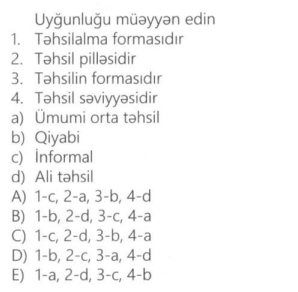 Uyğunluğu müəyyən edin
1. Təhsilalma formasıdır
2. Təhsil pilləsidir
3. Təhsilin formasıdır
4. Təhsil səviyyəsidir
a) Ümumi orta təhsil
b) Qiyabi
c) İnformal
d) Ali təhsil
A) 1-c, 2-a, 3-b, 4-d
B) 1-b, 2-d, 3-c, 4-a
C) 1-c, 2-d, 3-b, 4-a
D) 1-b, 2-c, 3-a, 4-d
E) 1-a, 2-d, 3-c, 4-b